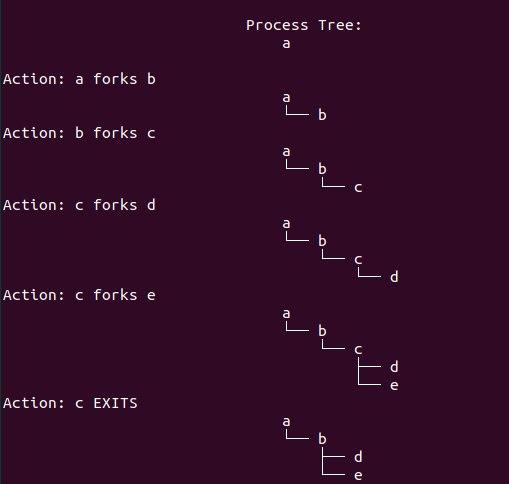 Process Tree:
a
Action: a forks b
a
└── b
Action: b forks c
a
└── b
└── c
Action: c forks d
a
└── b
└── c
└── d
Action: c forks e
a
└── b
└── c
├── d
└── e
Action: c EXITS
a
└── b
├── d
└── e